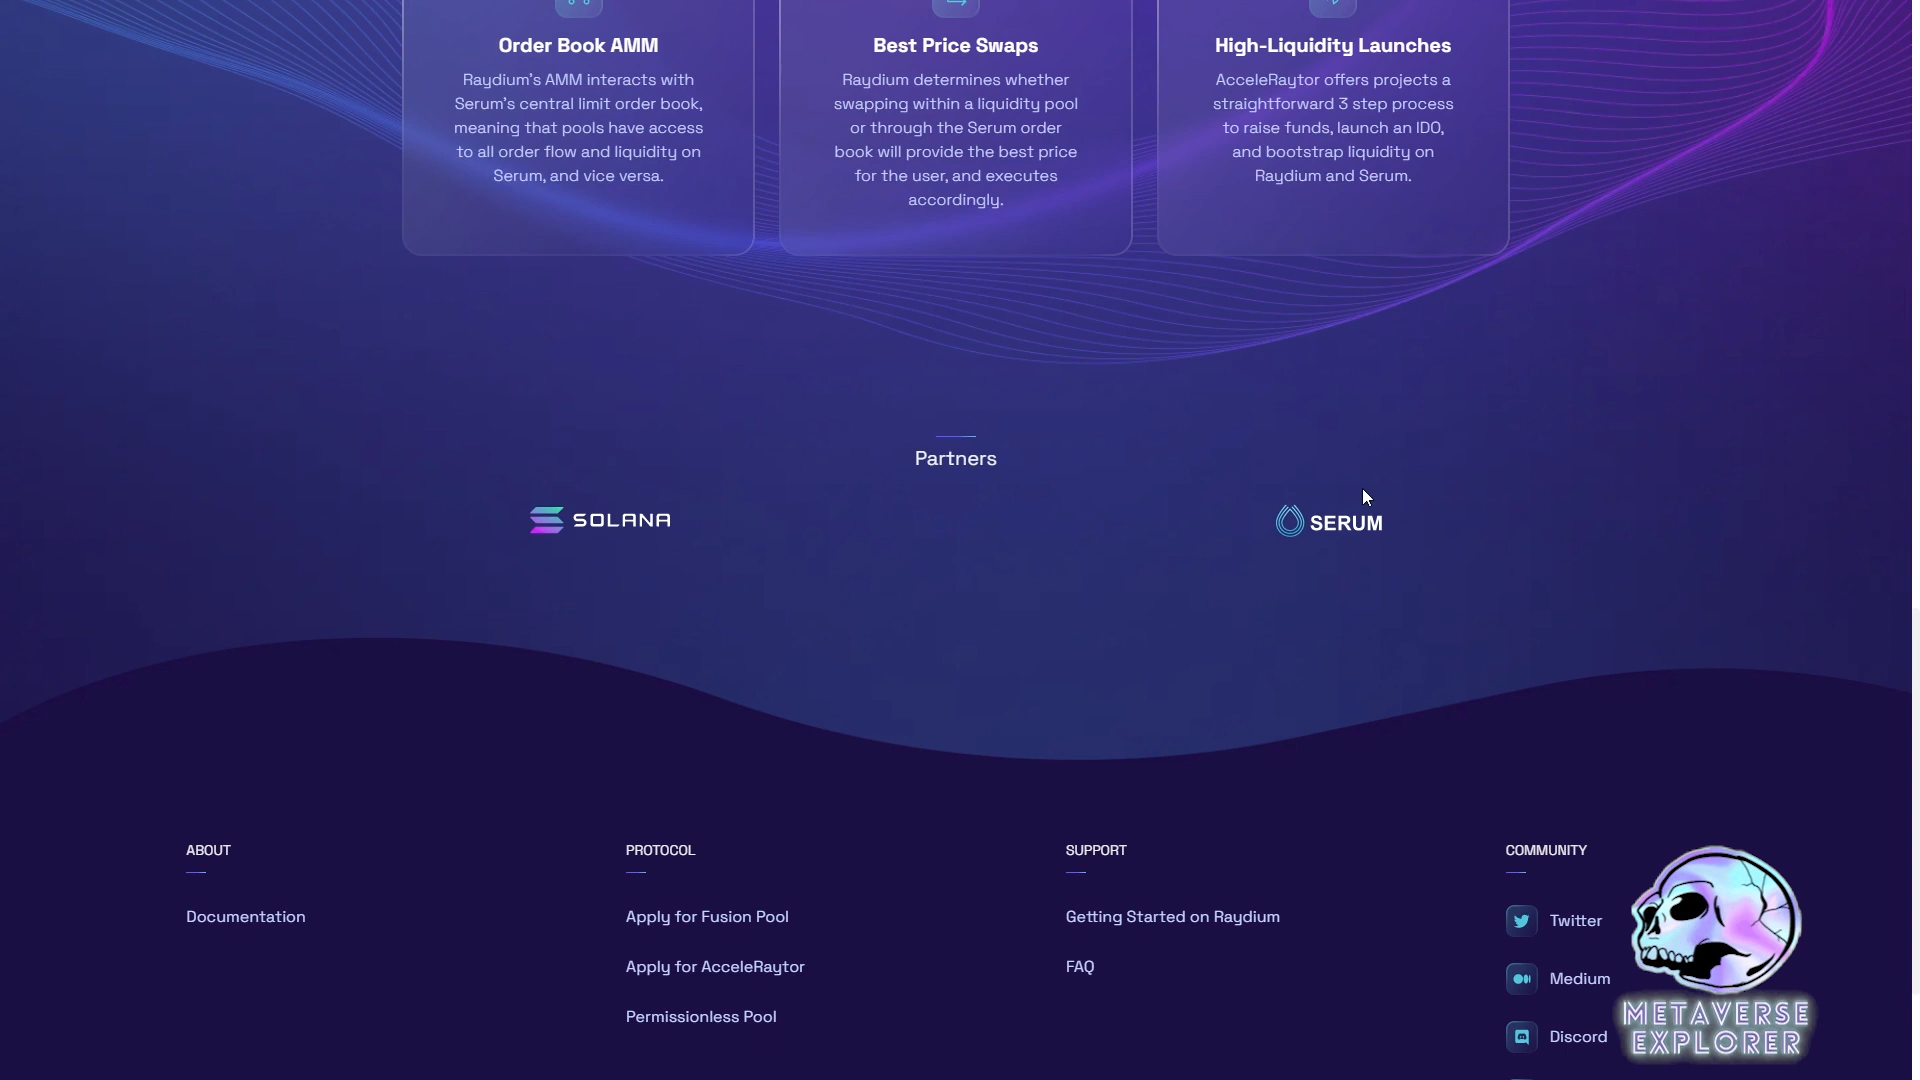 Order Book AMM
Raydium's AMM interacts with
Serum's central limit order book,
meaning that pools have access
to all order flow and liquidity on
Serum, and vice versa.
Best Price Swaps
Raydium determines whether
swapping within a liquidity pool
or through the Serum order
book will provide the best price
for the user, and executes
accordingly.
High-Liquidity Launches
AcceleRaytor offers projects a
straightforward 3 step process
to raise funds, launch an IDO,
and bootstrap liquidity on
Raydium and Serum.
Partners
SOLANA
SERUM
ABOUT
Documentation
PROTOCOL
Apply for Fusion Pool
Apply for AcceleRaytor
Permissionless Pool
SUPPORT
Getting Started on Raydium
FAQ
COMMUNITY
Twitter
Medium
Discord
METAVERSE
EXPLORER